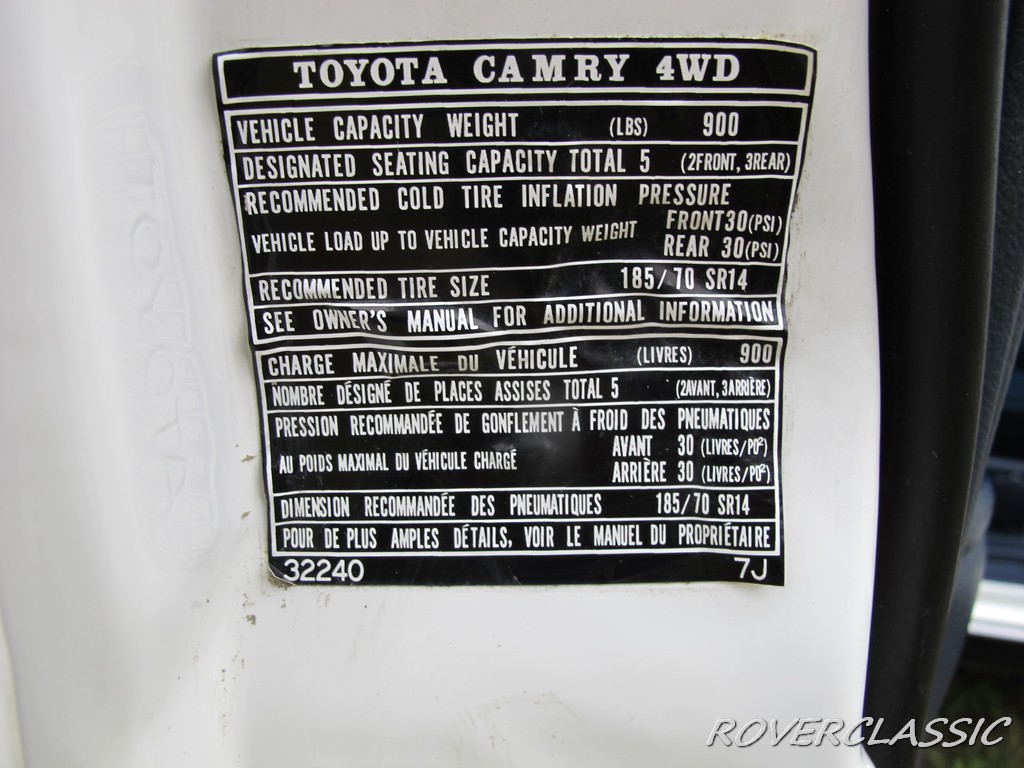 TOYOTA CAMRY 4WD
VEHICLE CAPACITY WEIGHT (LBS) 900
DESIGNATED SEATING CAPACITY TOTAL 5 (2FRONT, 3REAR)
RECOMMENDED COLD TIRE INFLATION PRESSURE
VEHICLE LOAD UP TO VEHICLE CAPACITY WEIGHT FRONT30(PSI)
REAR 30(PSI)
RECOMMENDED TIRE SIZE 185/70 SR14
SEE OWNER'S MANUAL FOR ADDITIONAL INFORMATION
CHARGE MAXIMALE DU VÉHICULE (LIVRES) 900
NOMBRE DÉSIGNÉ DE PLACES ASSISES TOTAL 5 (2AVANT, 3ARRIÈRE)
PRESSION RECOMMANDÉE DE GONFLEMENT À FROID DES PNEUMATIQUES
AU POIDS MAXIMAL DU VÉHICULE CHARGÉ AVANT 30 (LIVRES/PO²)
ARRIÈRE 30 (LIVRES/PO²)
DIMENSION RECOMMANDÉE DES PNEUMATIQUES 185/70 SR14
POUR DE PLUS AMPLES DÉTAILS, VOIR LE MANUEL DU PROPRIÉTAIRE
32240 7J
ROVERCLASSIC